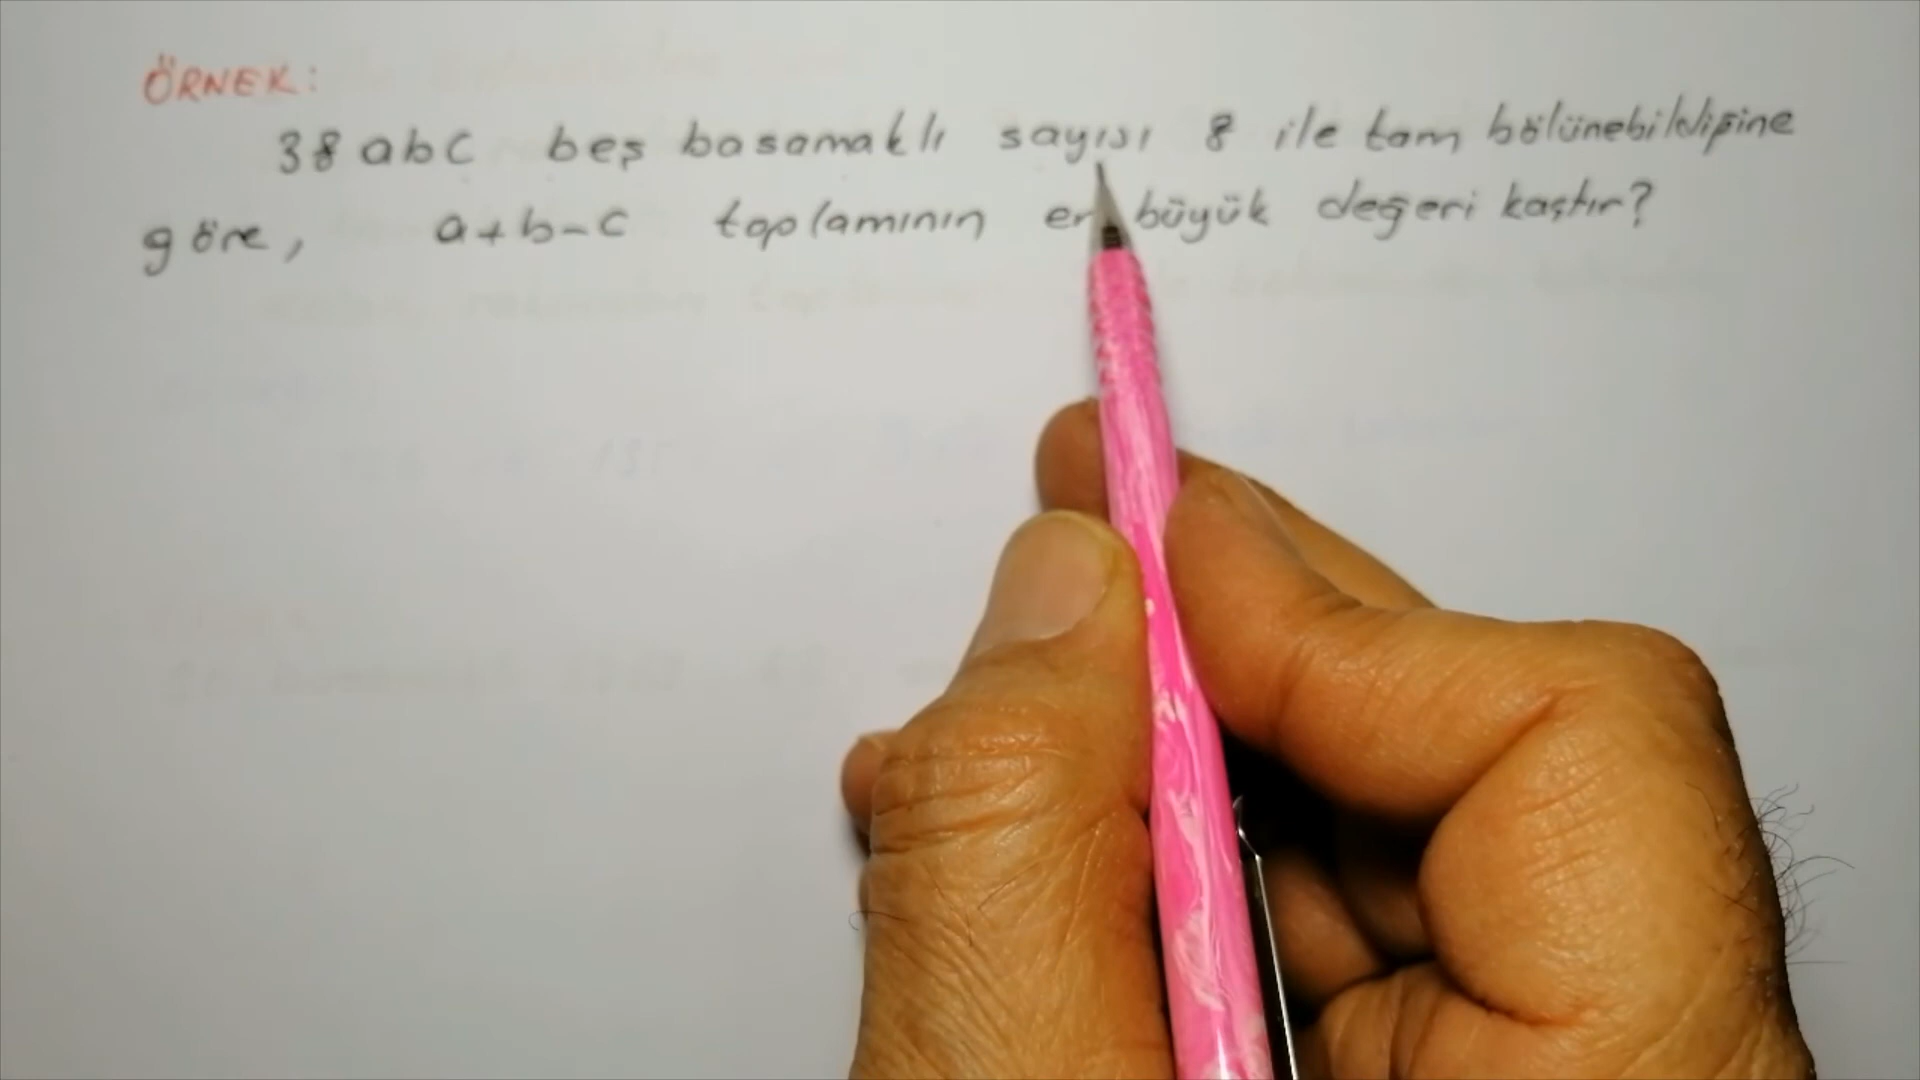 ÖRNEK:
38abc beş basamaklı sayısı 8 ile tam bölünebildiğine
göre, a+b-c toplamının en büyük değeri kaçtır?